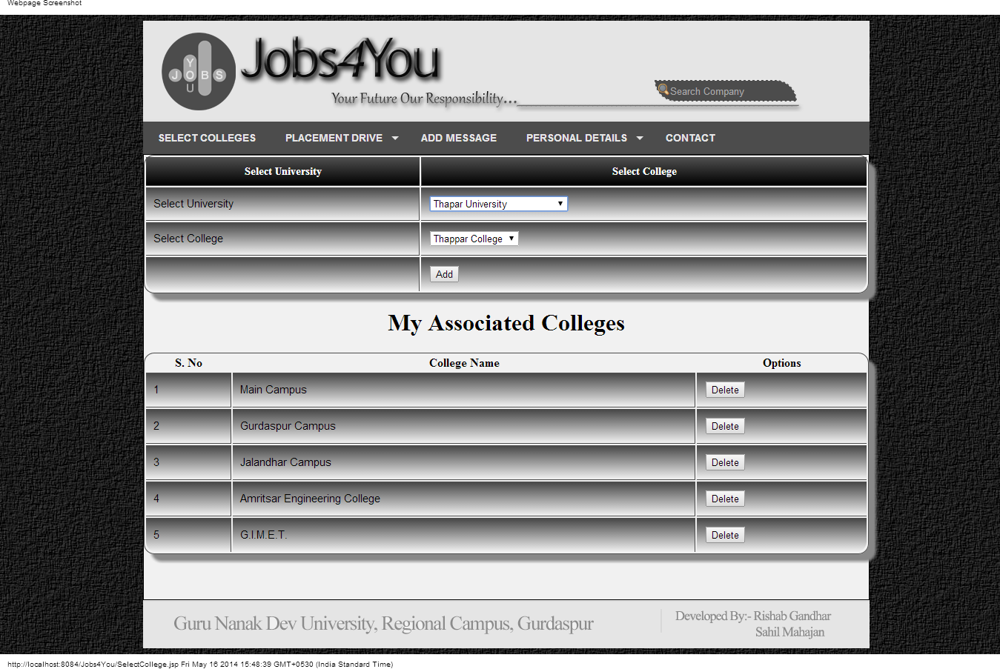 Webpage Screenshot
Y
JOBS
U
Jobs4You
Your Future Our Responsibility...
Search Company
SELECT COLLEGES PLACEMENT DRIVE ADD MESSAGE PERSONAL DETAILS CONTACT
Select University Select College
Select University Thapar University
Select College Thappar College
Add
My Associated Colleges
S. No College Name Options
1 Main Campus Delete
2 Gurdaspur Campus Delete
3 Jalandhar Campus Delete
4 Amritsar Engineering College Delete
5 G.I.M.E.T. Delete
Guru Nanak Dev University, Regional Campus, Gurdaspur
Developed By:- Rishab Gandhar
Sahil Mahajan
http://localhost:8084/Jobs4You/SelectCollege.jsp Fri May 16 2014 15:48:39 GMT+0530 (India Standard Time)